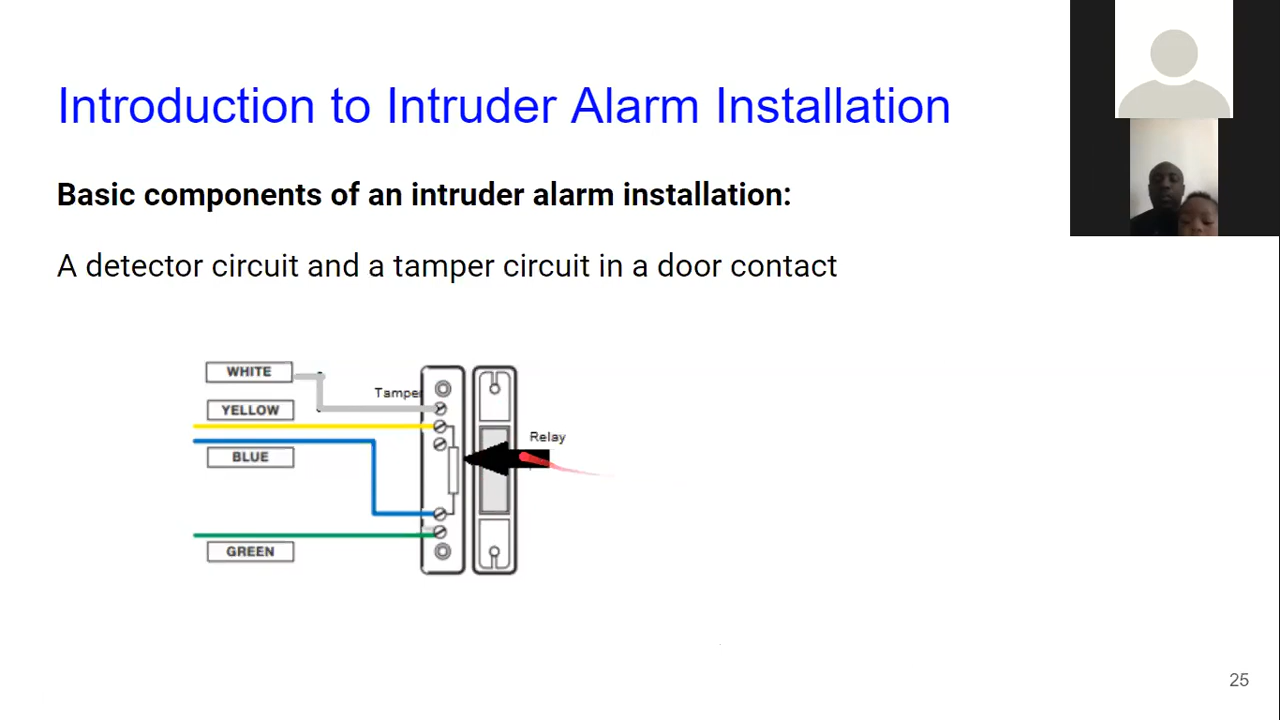 Introduction to Intruder Alarm Installation
Basic components of an intruder alarm installation:
A detector circuit and a tamper circuit in a door contact
WHITE
Tamper
YELLOW
Relay
BLUE
GREEN
25